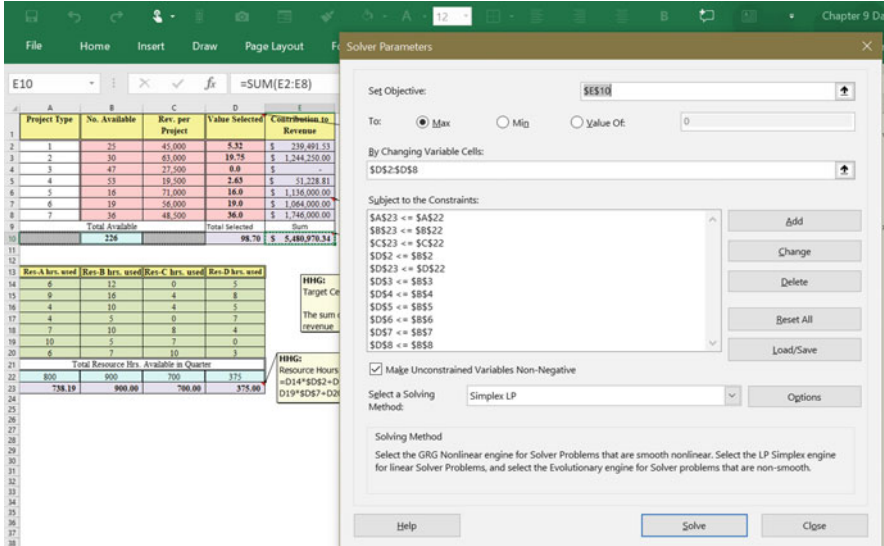 12
Chapter 9 Da
File Home Insert Draw Page Layout
Solver Parameters
E10 fx =SUM(E2:E8)
A B C D E
Project Type No. Available Rev. per Project Value Selected Contribution to Revenue
1 25 45,000 5.32 $ 239,491.53
2 30 63,000 19.75 $ 1,244,250.00
3 47 27,500 0.0 $ -
4 53 19,500 2.63 $ 51,228.81
5 16 71,000 16.0 $ 1,136,000.00
6 19 56,000 19.0 $ 1,064,000.00
7 36 48,500 36.0 $ 1,746,000.00
Total Available Total Selected Sum
226 98.70 $ 5,480,970.34
Res-A hrs. used Res-B hrs. used Res-C hrs. used Res-D hrs. used
6 12 0 5
9 16 4 8
4 10 4 5
4 5 0 7
7 10 8 4
10 5 7 0
6 7 10 3
Total Resource Hrs. Available in Quarter
800 900 700 375
738.19 900.00 700.00 375.00
HHG:
Target Ce
The sum
revenue
HHG:
Resource Hours
=D14*$D$2+D
D19*$D$7+D20
Set Objective: $E$10
To: Max Min Value Of: 0
By Changing Variable Cells:
$D$2:$D$8
Subject to the Constraints:
$A$23 <= $A$22
$B$23 <= $B$22
$C$23 <= $C$22
$D$2 <= $B$2
$D$23 <= $D$22
$D$3 <= $B$3
$D$4 <= $B$4
$D$5 <= $B$5
$D$6 <= $B$6
$D$7 <= $B$7
$D$8 <= $B$8
Add
Change
Delete
Reset All
Load/Save
Make Unconstrained Variables Non-Negative
Select a Solving Method: Simplex LP Options
Solving Method
Select the GRG Nonlinear engine for Solver Problems that are smooth nonlinear. Select the LP Simplex engine
for linear Solver Problems, and select the Evolutionary engine for Solver problems that are non-smooth.
Help Solve Close